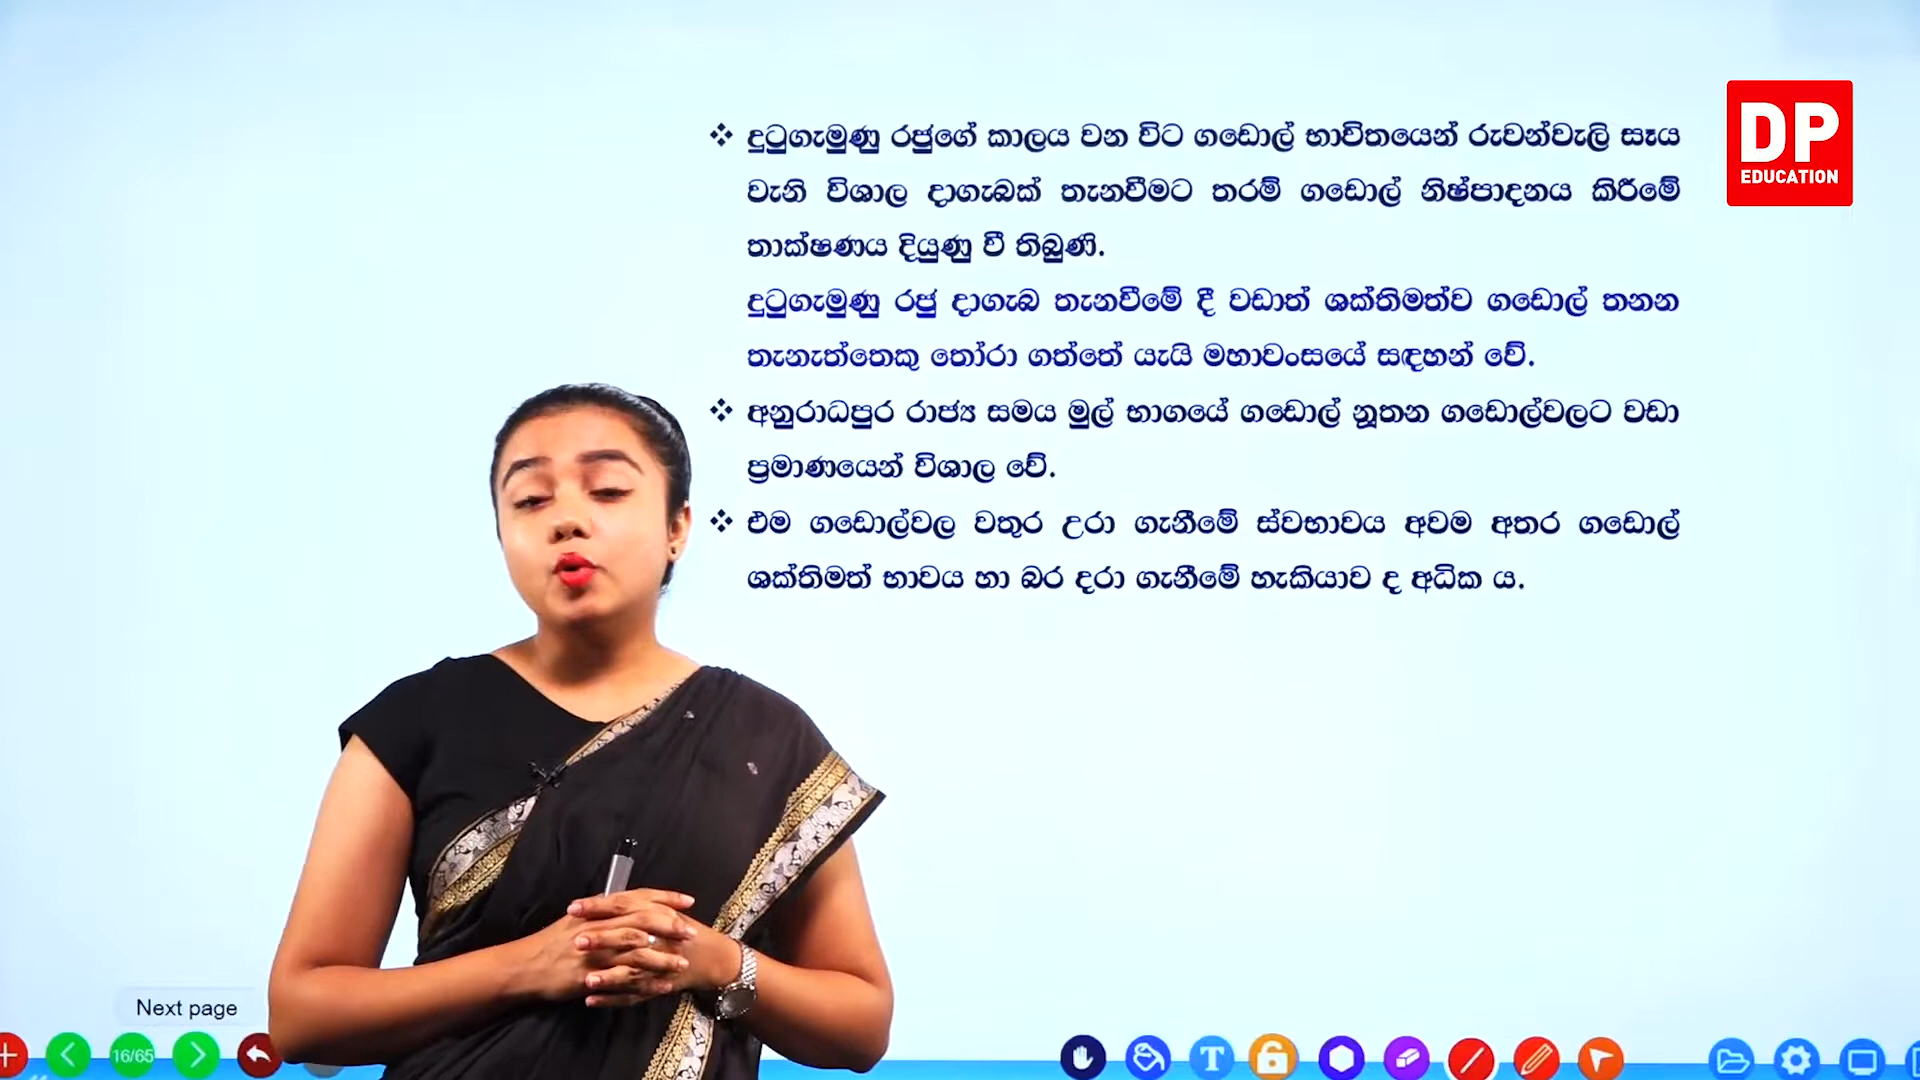 ❖ දුටුගැමුණු රජුගේ කාලය වන විට ගඩොල් භාවිතයෙන් රුවන්වැලි සෑය
වැනි විශාල දාගැබක් තැනවීමට තරම් ගඩොල් නිෂ්පාදනය කිරීමේ
තාක්ෂණය දියුණු වී තිබුණි.
දුටුගැමුණු රජු දාගැබ තැනවීමේ දී වඩාත් ශක්තිමත්ව ගඩොල් තනන
තැනැත්තෙකු තෝරා ගත්තේ යැයි මහාවංසයේ සඳහන් වේ.
❖ අනුරාධපුර රාජ්‍ය සමය මුල් භාගයේ ගඩොල් නූතන ගඩොල්වලට වඩා
ප්‍රමාණයෙන් විශාල වේ.
❖ එම ගඩොල්වල වතුර උරා ගැනීමේ ස්වභාවය අවම අතර ගඩොල්
ශක්තිමත් භාවය හා බර දරා ගැනීමේ හැකියාව ද අධික ය.
DP
EDUCATION
Next page
16/65
T